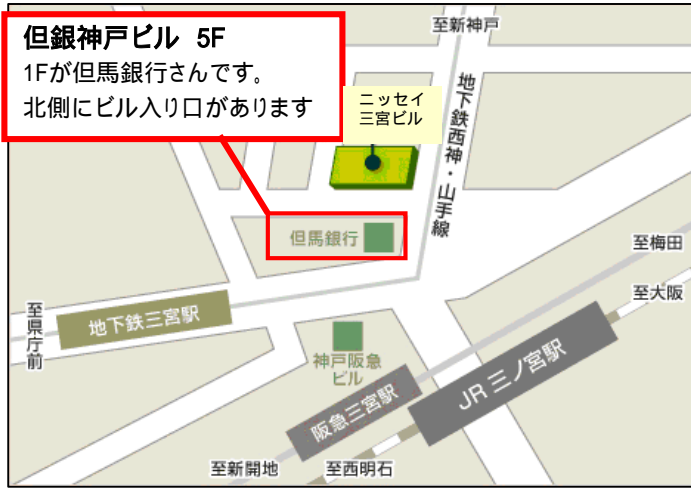 但銀神戸ビル 5F
1Fが但馬銀行さんです。
北側にビル入り口があります
至新神戸
ニッセイ
三宮ビル
地下鉄西神・山手線
但馬銀行
至梅田
至大阪
至県庁前
地下鉄三宮駅
神戸阪急
ビル
阪急三宮駅
JR三ノ宮駅
至新開地
至西明石